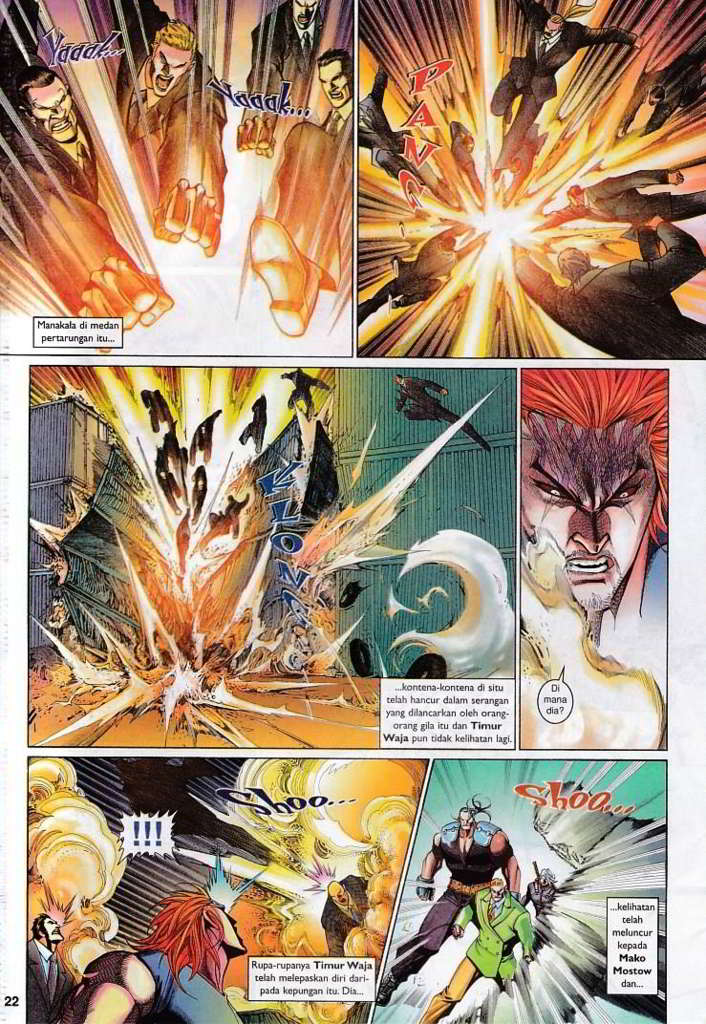 Yaaak...
Yaaak...
Manakala di medan
pertarungan itu...
PANG
KLONG
...kontena-kontena di situ
telah hancur dalam serangan
yang dilancarkan oleh orang-
orang gila itu dan Timur
Waja pun tidak kelihatan lagi.
Di
mana
dia?
!!!
Shoo...
Rupa-rupanya Timur Waja
telah melepaskan diri dari-
pada kepungan itu. Dia...
Shoo...
...kelihatan
telah
meluncur
kepada
Mako
Mostow
dan...
22